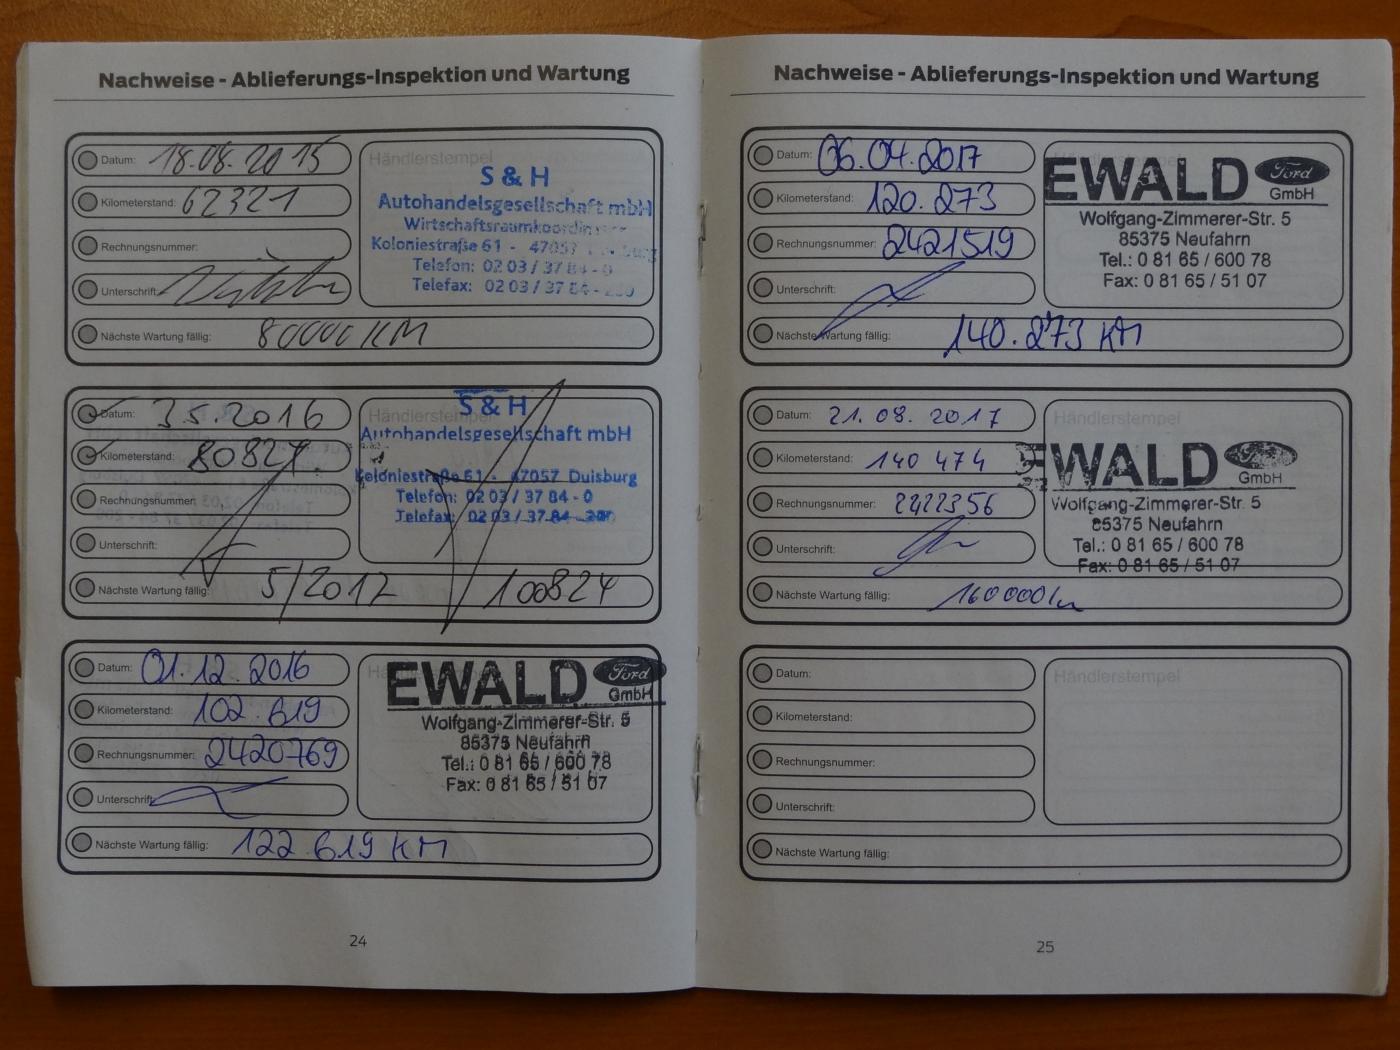 Nachweise - Ablieferungs-Inspektion und Wartung
Datum: 18.08.2015
Kilometerstand: 62321
Rechnungsnummer:
Unterschrift:
Händlerstempel
S & H
Autohandelsgesellschaft mbH
Koloniestraße 61 - 47057
Telefon: 02 03 / 37 84 - 0
Telefax: 02 03 / 37 84 -
Nächste Wartung fällig: 80000 KM
Datum: 3.5.2016
Kilometerstand: 80824
Rechnungsnummer:
Unterschrift:
Händlerstempel
S & H
Autohandelsgesellschaft mbH
Koloniestraße 61 - 47057 Duisburg
Telefon: 02 03 / 37 84 - 0
Telefax: 02 03 / 37 84 -
Nächste Wartung fällig: 5/2017 100824
Datum: 01.12.2016
Kilometerstand: 102.619
Rechnungsnummer: 2420769
Unterschrift:
EWALD Ford
GmbH
Wolfgang-Zimmerer-Str. 5
85375 Neufahrn
Tel.: 0 81 65 / 600 78
Fax: 0 81 65 / 51 07
Nächste Wartung fällig: 122.619 KM
24
Nachweise - Ablieferungs-Inspektion und Wartung
Datum: 06.04.2017
Kilometerstand: 120.273
Rechnungsnummer: 2421519
Unterschrift:
EWALD Ford
GmbH
Wolfgang-Zimmerer-Str. 5
85375 Neufahrn
Tel.: 0 81 65 / 600 78
Fax: 0 81 65 / 51 07
Nächste Wartung fällig: 140.273 KM
Datum: 21.08.2017
Kilometerstand: 140 474
Rechnungsnummer: 2422356
Unterschrift:
Händlerstempel
EWALD Ford
GmbH
Wolfgang-Zimmerer-Str. 5
85375 Neufahrn
Tel.: 0 81 65 / 600 78
Fax: 0 81 65 / 51 07
Nächste Wartung fällig: 160000 km
Datum:
Kilometerstand:
Rechnungsnummer:
Unterschrift:
Händlerstempel
Nächste Wartung fällig:
25